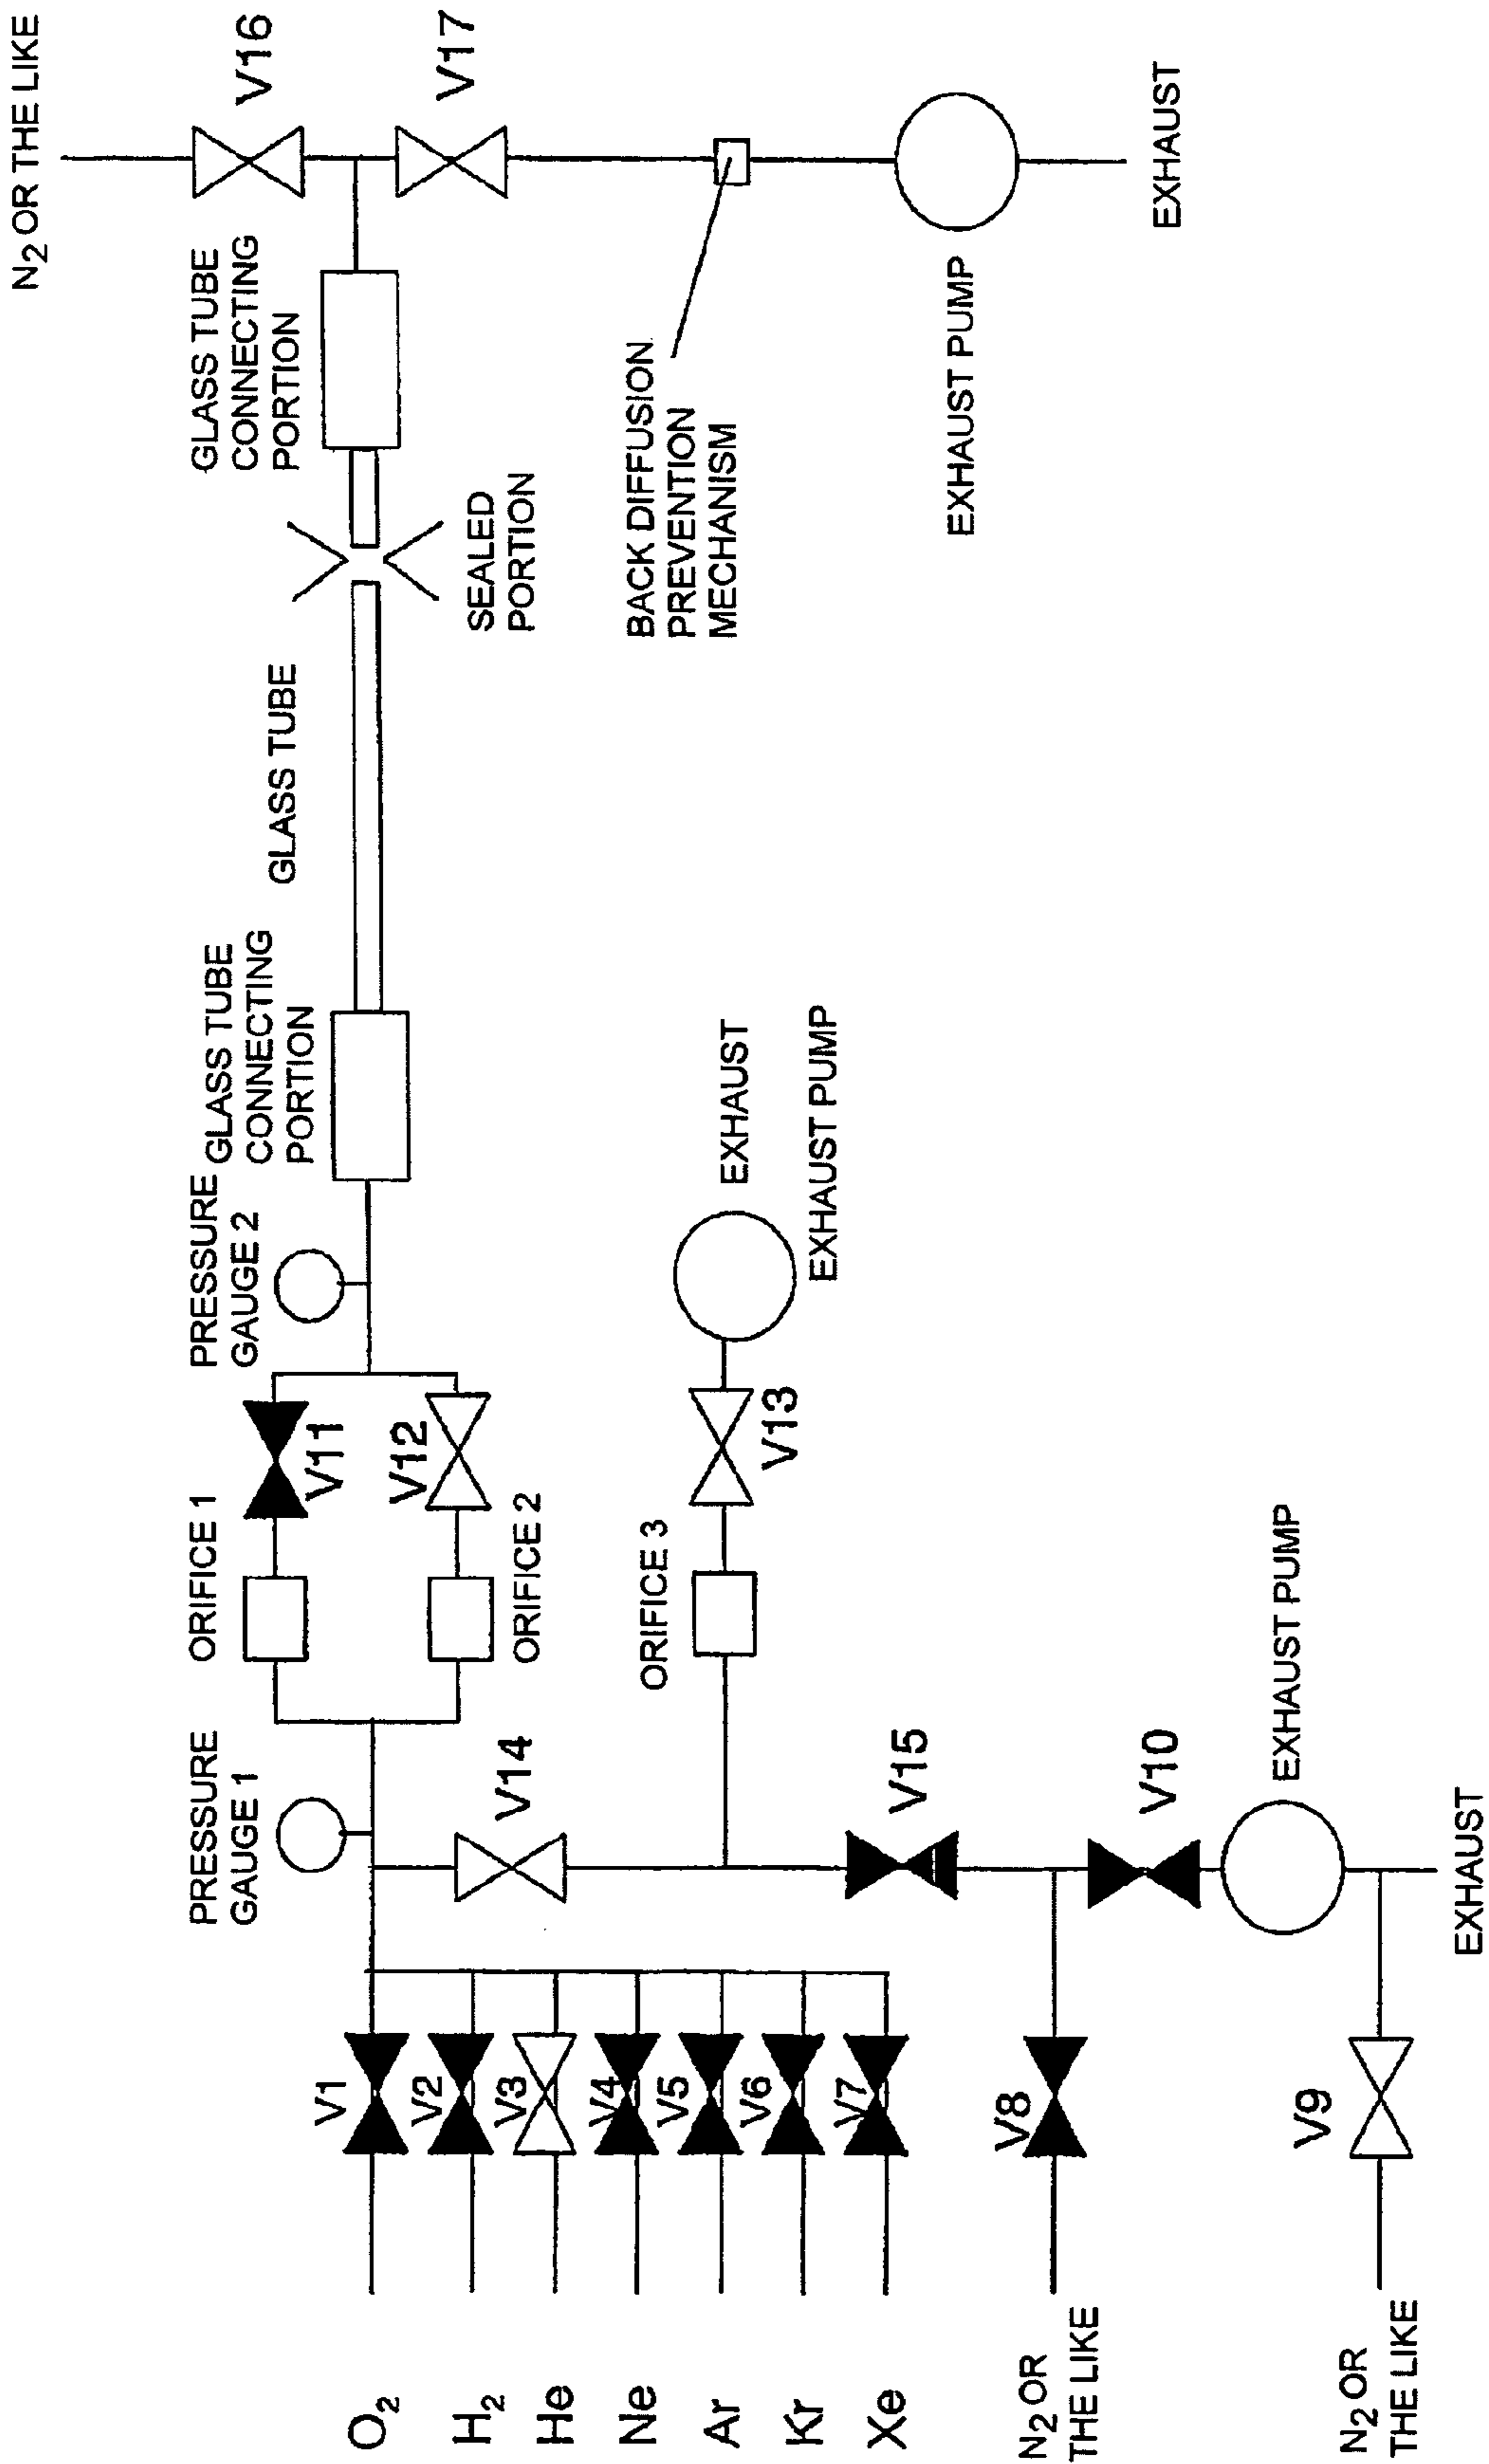 O2
H2
He
Ne
Ar
Kr
Xe
N2 OR
THE LIKE
N2 OR
THE LIKE
V1
V2
V3
V4
V5
V6
V7
V8
V9
PRESSURE
GAUGE 1
V14
V15
V10
EXHAUST PUMP
EXHAUST
ORIFICE 1
V11
V12
ORIFICE 2
ORIFICE 3
V13
EXHAUST
EXHAUST PUMP
PRESSURE
GAUGE 2
GLASS TUBE
CONNECTING
PORTION
GLASS TUBE
SEALED
PORTION
GLASS TUBE
CONNECTING
PORTION
BACK DIFFUSION
PREVENTION
MECHANISM
EXHAUST PUMP
EXHAUST
N2 OR THE LIKE
V16
V17